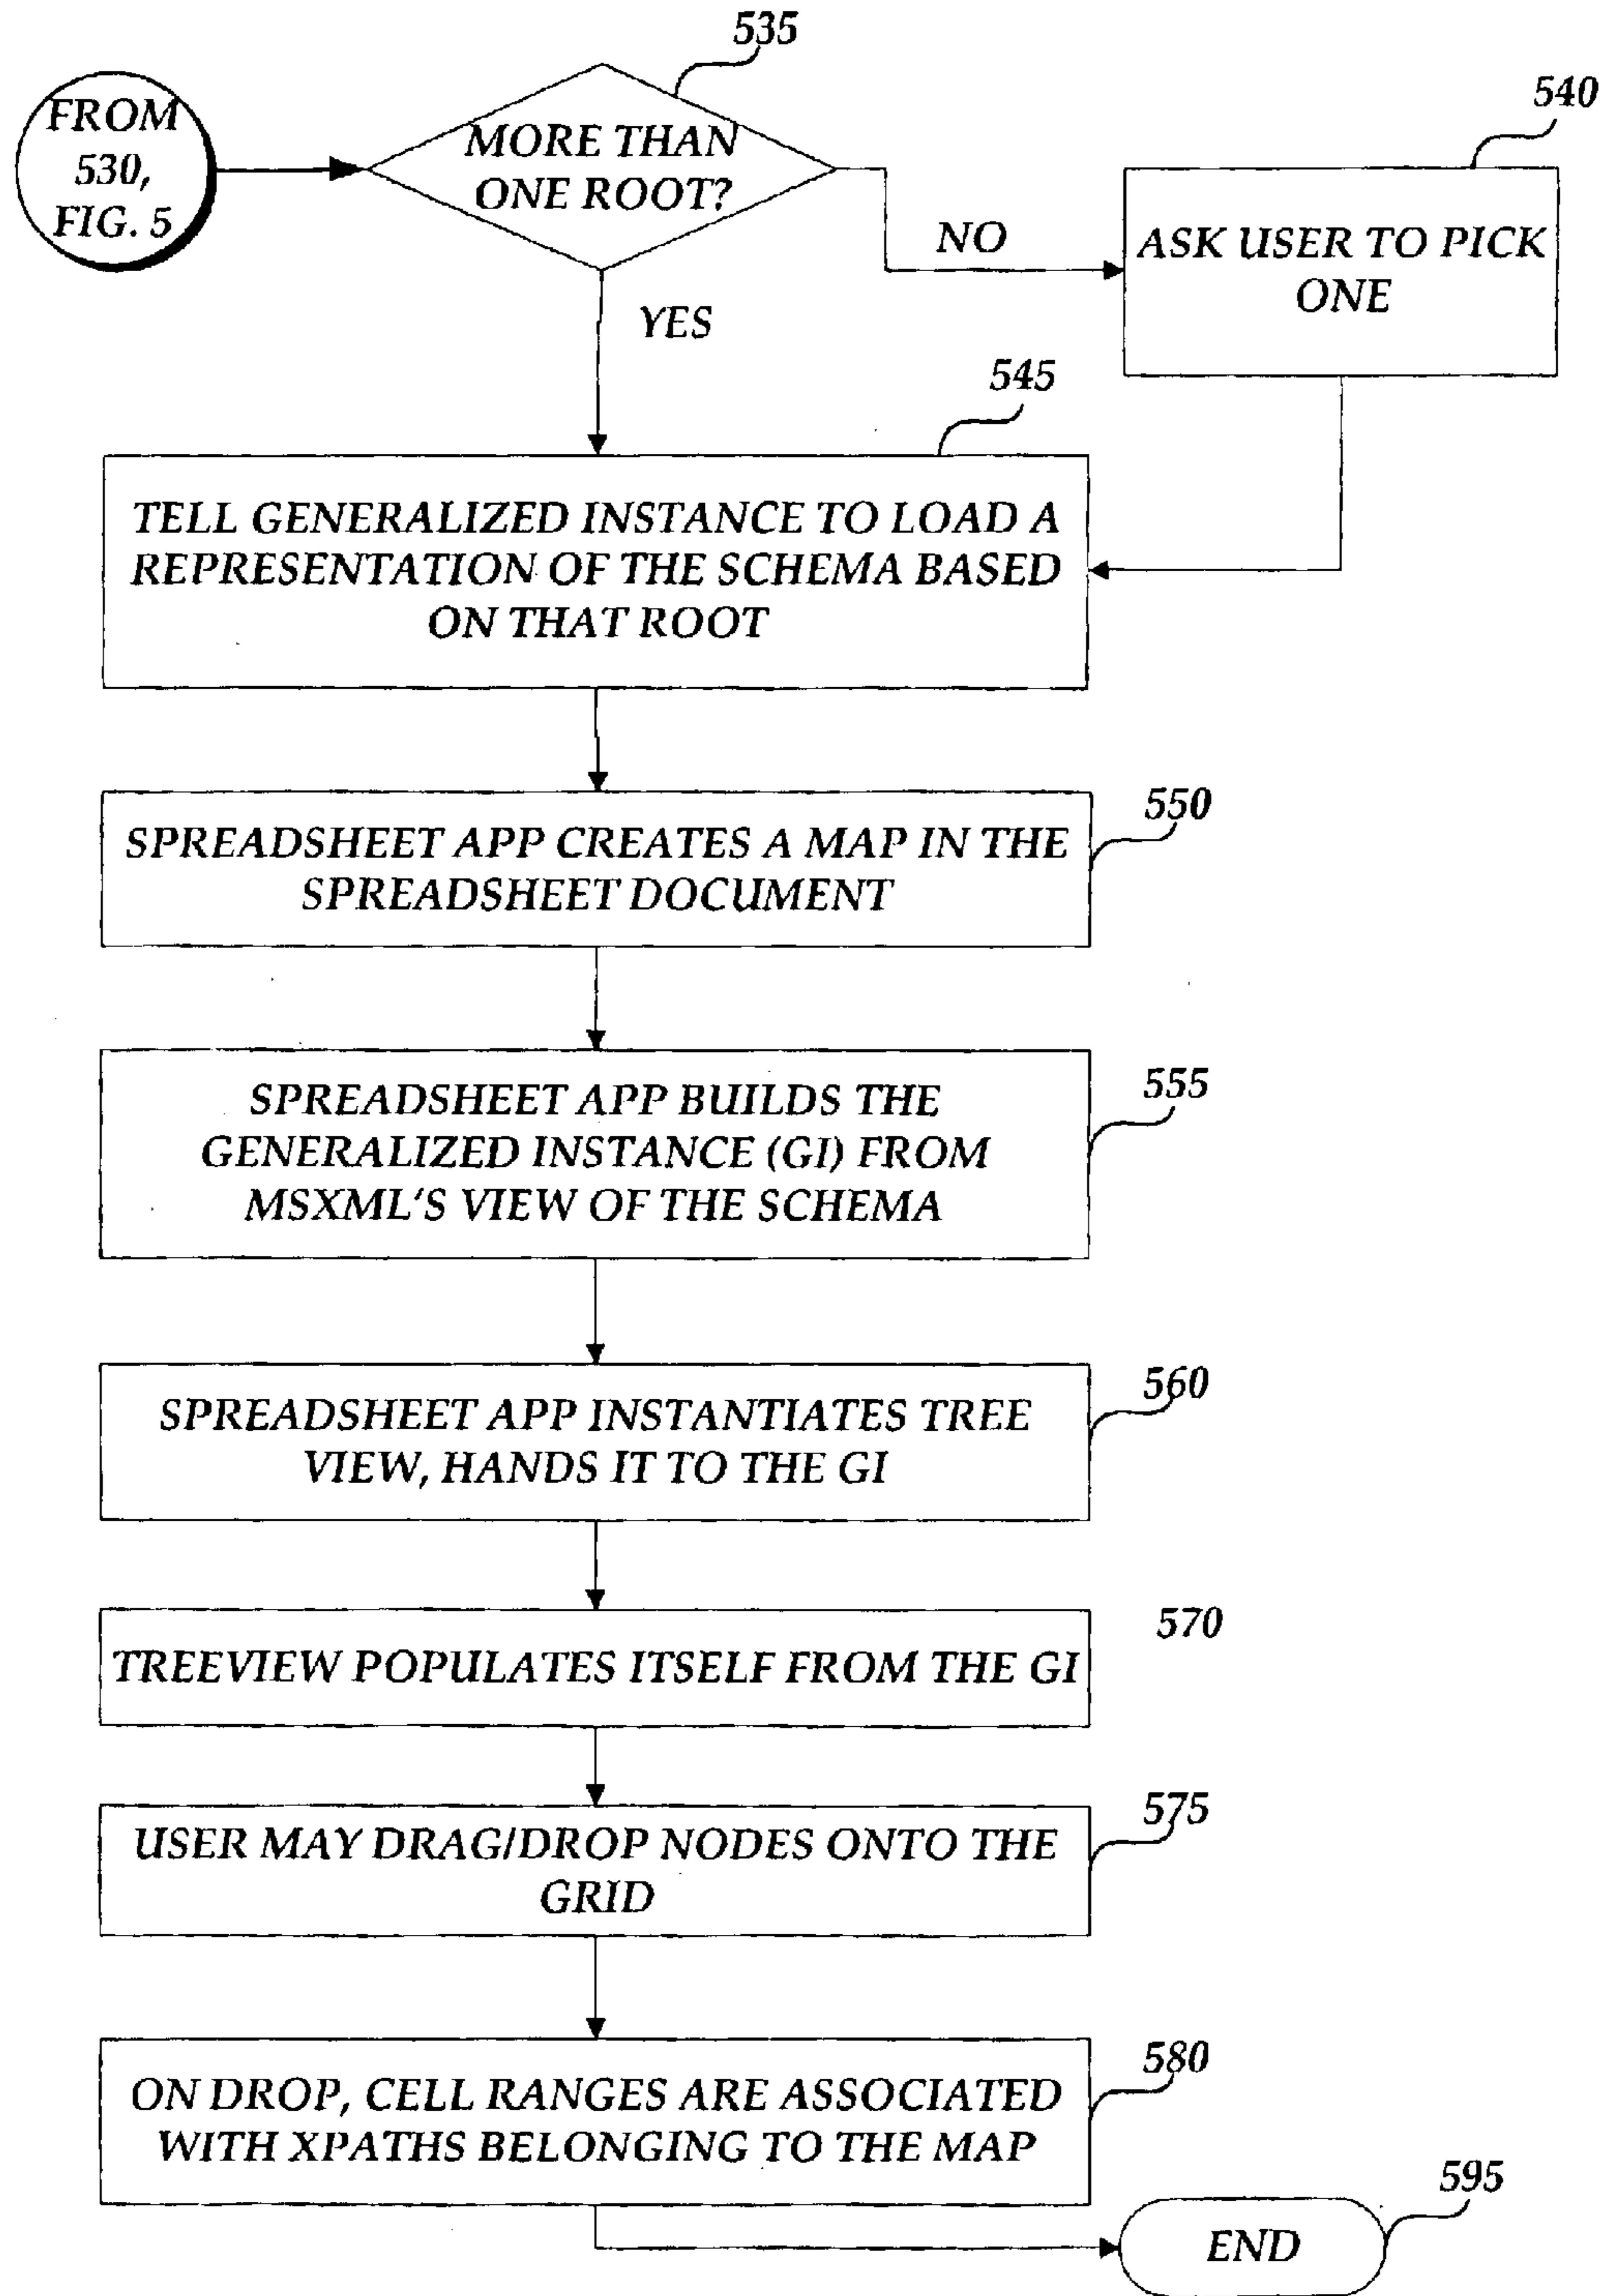 535
FROM
530,
FIG. 5
MORE THAN
ONE ROOT?
540
NO
ASK USER TO PICK
ONE
YES
545
TELL GENERALIZED INSTANCE TO LOAD A
REPRESENTATION OF THE SCHEMA BASED
ON THAT ROOT
550
SPREADSHEET APP CREATES A MAP IN THE
SPREADSHEET DOCUMENT
555
SPREADSHEET APP BUILDS THE
GENERALIZED INSTANCE (GI) FROM
MSXML'S VIEW OF THE SCHEMA
560
SPREADSHEET APP INSTANTIATES TREE
VIEW, HANDS IT TO THE GI
570
TREEVIEW POPULATES ITSELF FROM THE GI
575
USER MAY DRAG/DROP NODES ONTO THE
GRID
580
ON DROP, CELL RANGES ARE ASSOCIATED
WITH XPATHS BELONGING TO THE MAP
595
END